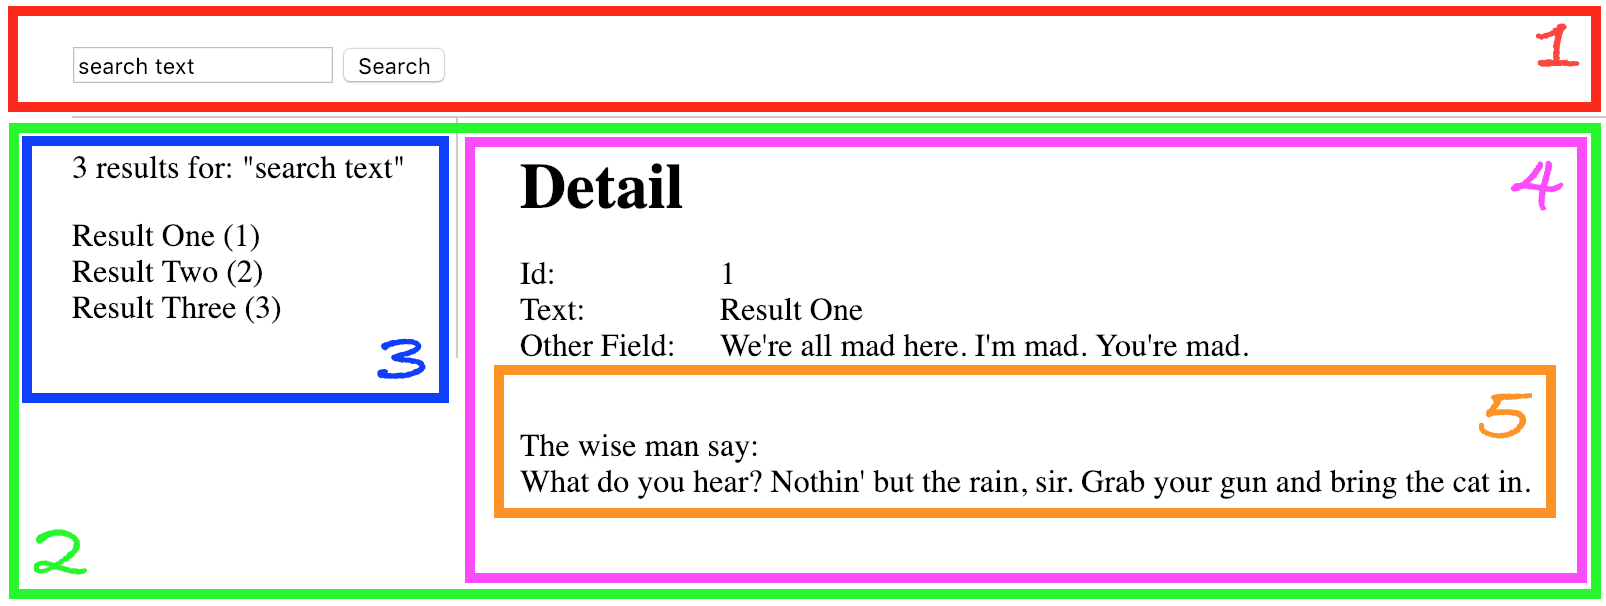 search text Search 1
3 results for: "search text"
Result One (1)
Result Two (2)
Result Three (3)
3
2
Detail
4
Id: 1
Text: Result One
Other Field: We're all mad here. I'm mad. You're mad.
5
The wise man say:
What do you hear? Nothin' but the rain, sir. Grab your gun and bring the cat in.